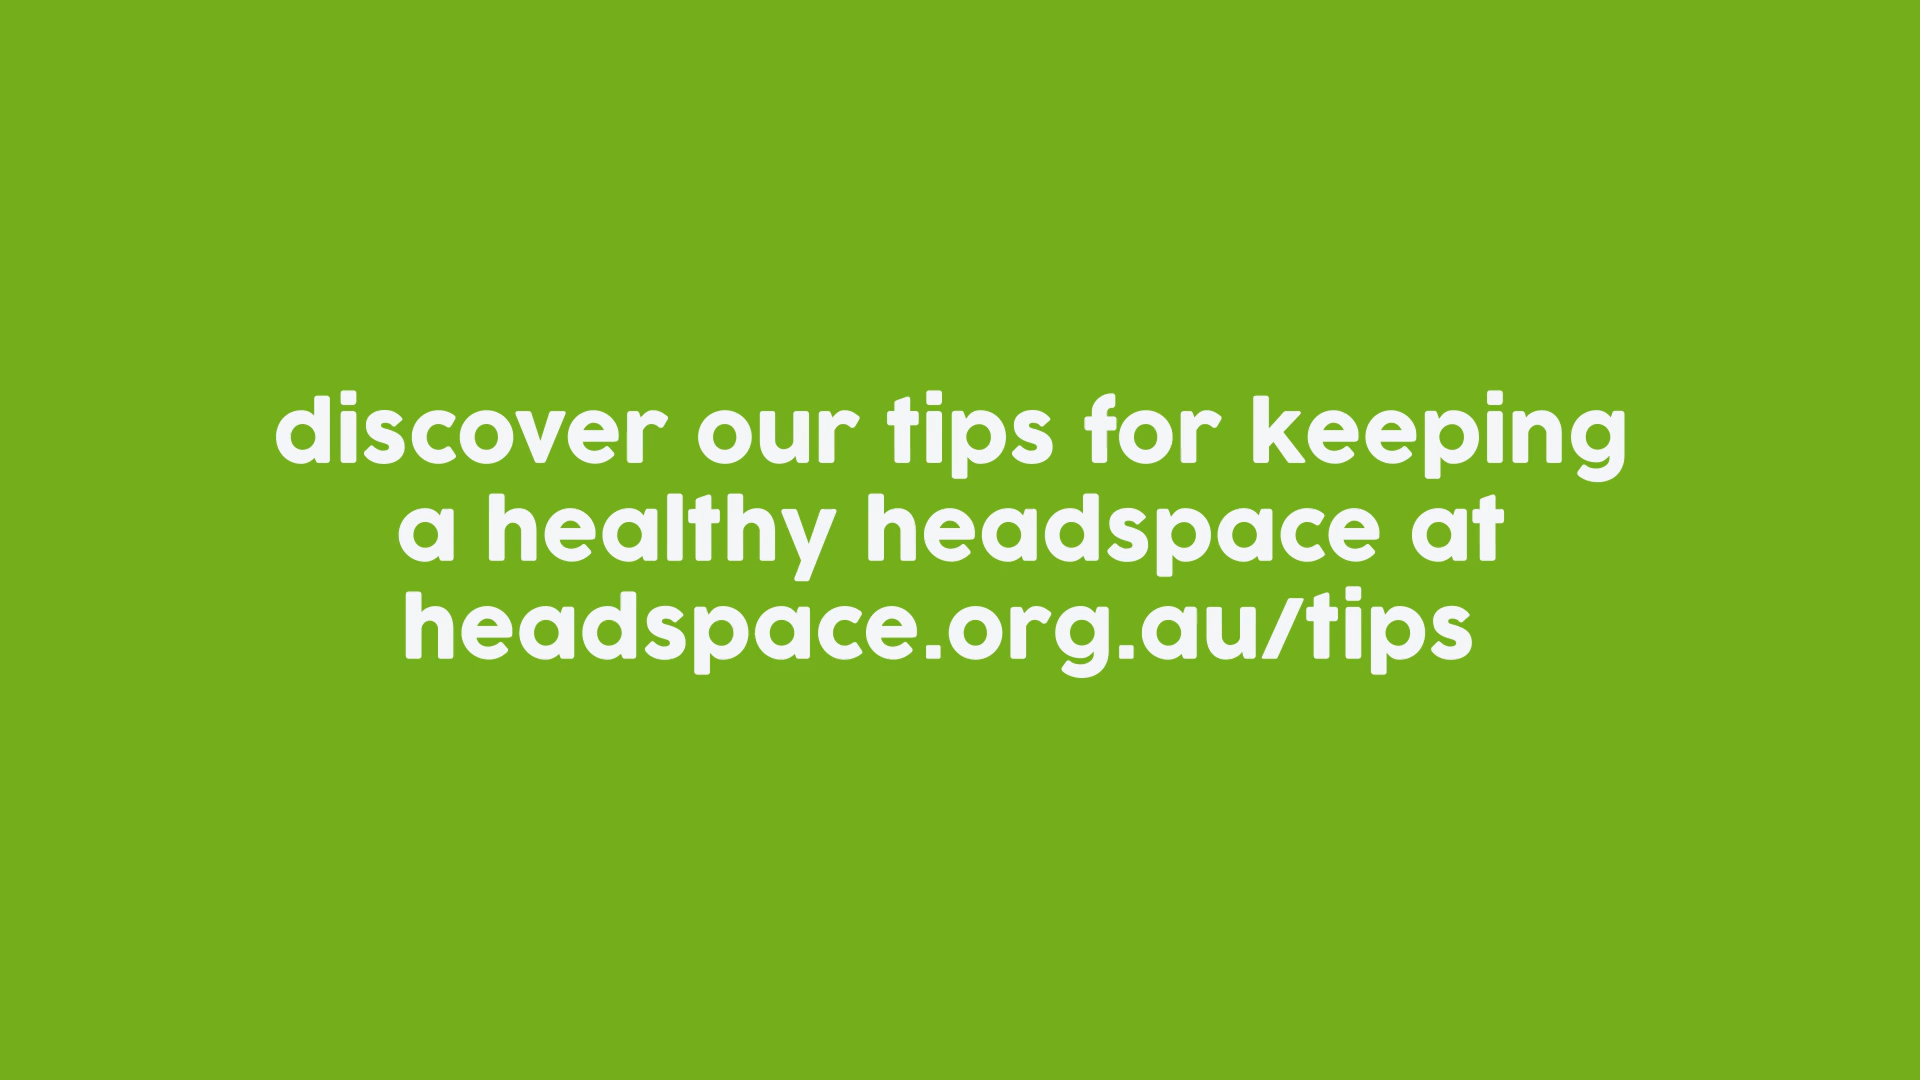 discover our tips for keeping
a healthy headspace at
headspace.org.au/tips